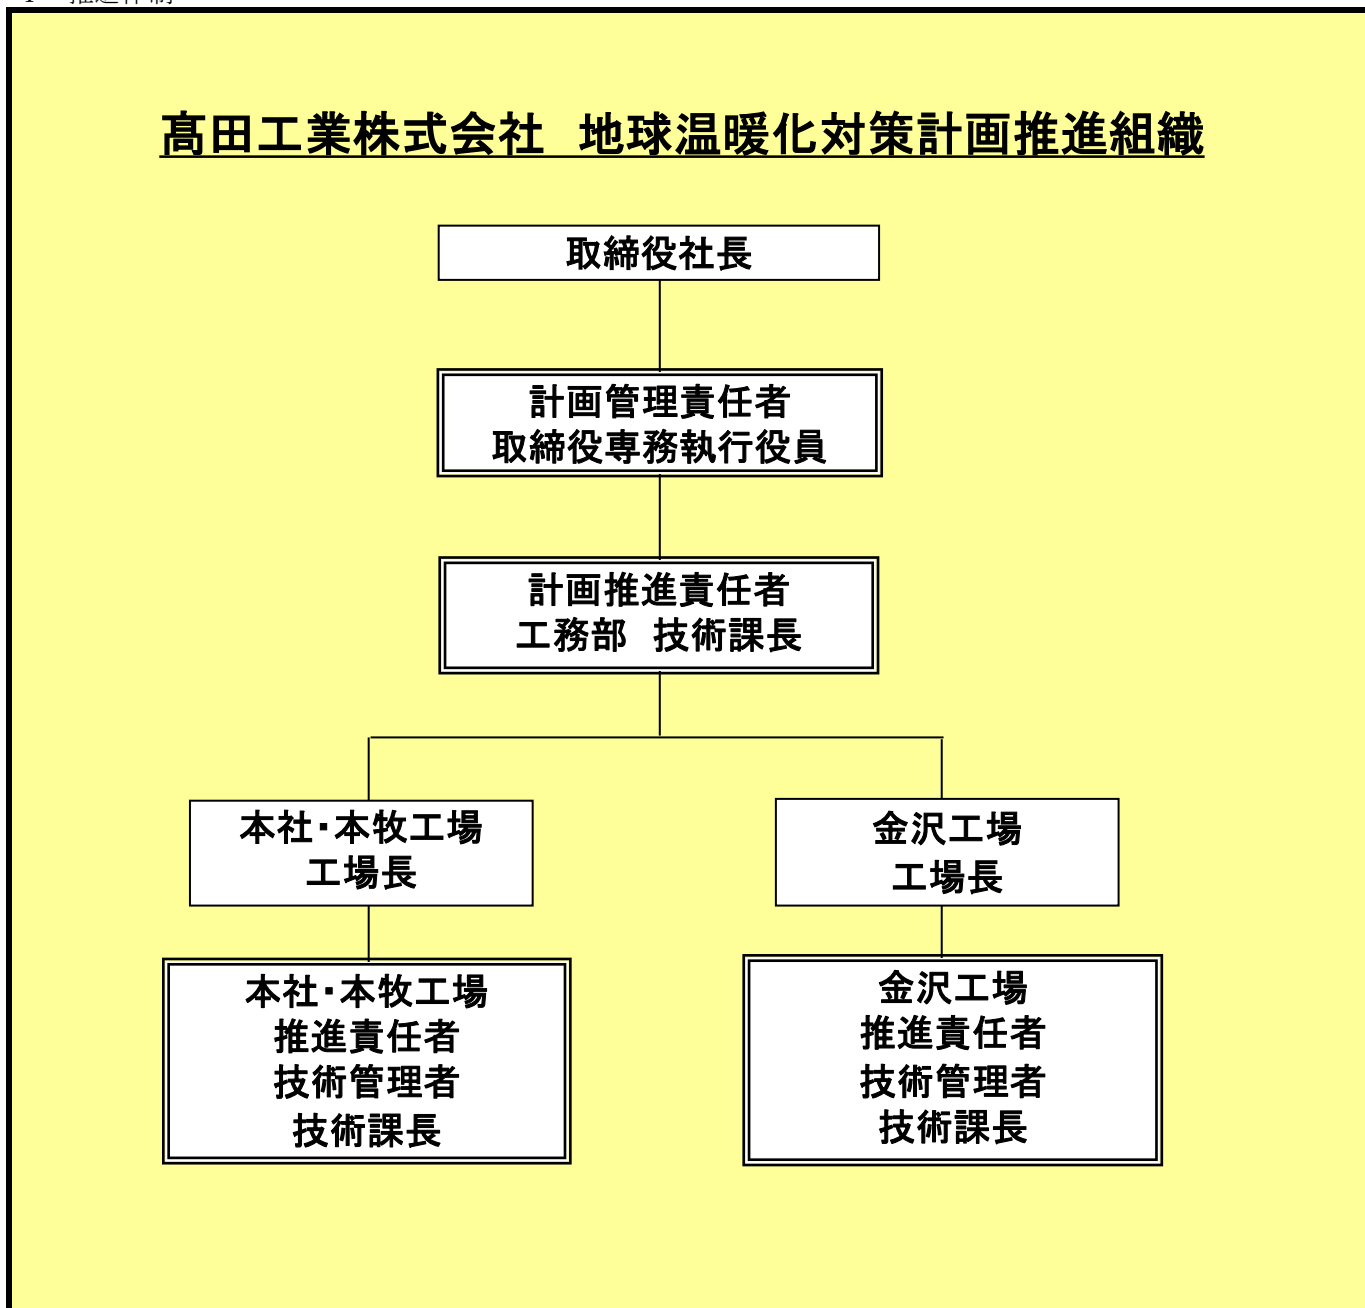 髙田工業株式会社 地球温暖化対策計画推進組織
取締役社長
計画管理責任者
取締役専務執行役員
計画推進責任者
工務部 技術課長
本社・本牧工場
工場長
金沢工場
工場長
本社・本牧工場
推進責任者
技術管理者
技術課長
金沢工場
推進責任者
技術管理者
技術課長